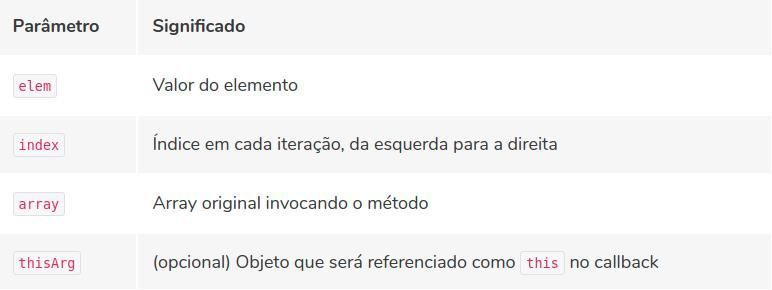 Parâmetro Significado
elem Valor do elemento
index Índice em cada iteração, da esquerda para a direita
array Array original invocando o método
thisArg (opcional) Objeto que será referenciado como this no callback